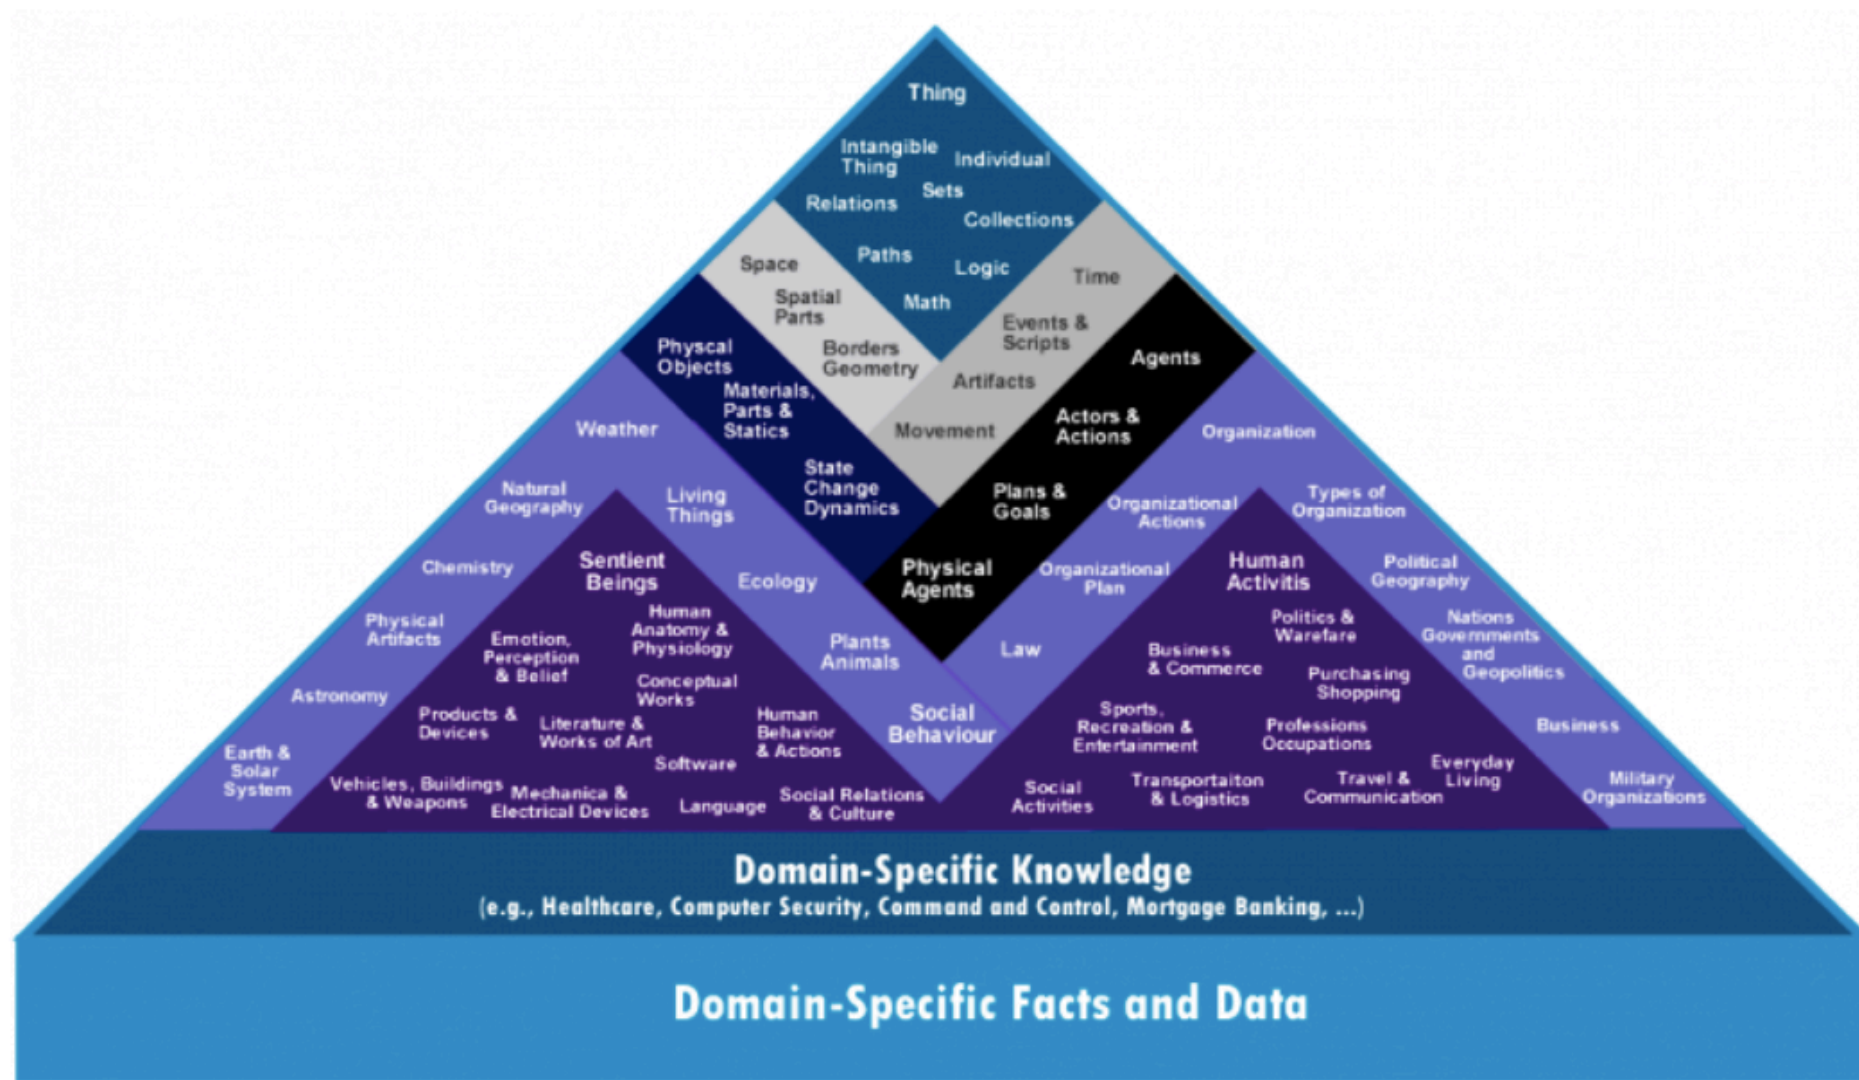 Thing
Intangible
Thing
Individual
Sets
Relations
Collections
Paths
Logic
Math
Space
Spatial
Parts
Borders
Geometry
Time
Events &
Scripts
Artifacts
Movement
Physcal
Objects
Materials,
Parts &
Statics
State
Change
Dynamics
Agents
Actors &
Actions
Plans &
Goals
Physical
Agents
Weather
Natural
Geography
Living
Things
Chemistry
Ecology
Physical
Artifacts
Plants
Animals
Astronomy
Social
Behaviour
Earth &
Solar
System
Organization
Organizational
Actions
Types of
Organization
Organizational
Plan
Political
Geography
Law
Nations
Governments
and
Geopolitics
Business
Military
Organizations
Sentient
Beings
Human
Anatomy &
Physiology
Emotion,
Perception
& Belief
Conceptual
Works
Products &
Devices
Literature &
Works of Art
Human
Behavior
& Actions
Software
Vehicles, Buildings
& Weapons
Mechanica &
Electrical Devices
Language
Social Relations
& Culture
Human
Activitis
Politics &
Warefare
Business
& Commerce
Purchasing
Shopping
Sports,
Recreation &
Entertainment
Professions
Occupations
Everyday
Living
Social
Activities
Transportaiton
& Logistics
Travel &
Communication
Domain-Specific Knowledge
(e.g., Healthcare, Computer Security, Command and Control, Mortgage Banking, ...)
Domain-Specific Facts and Data